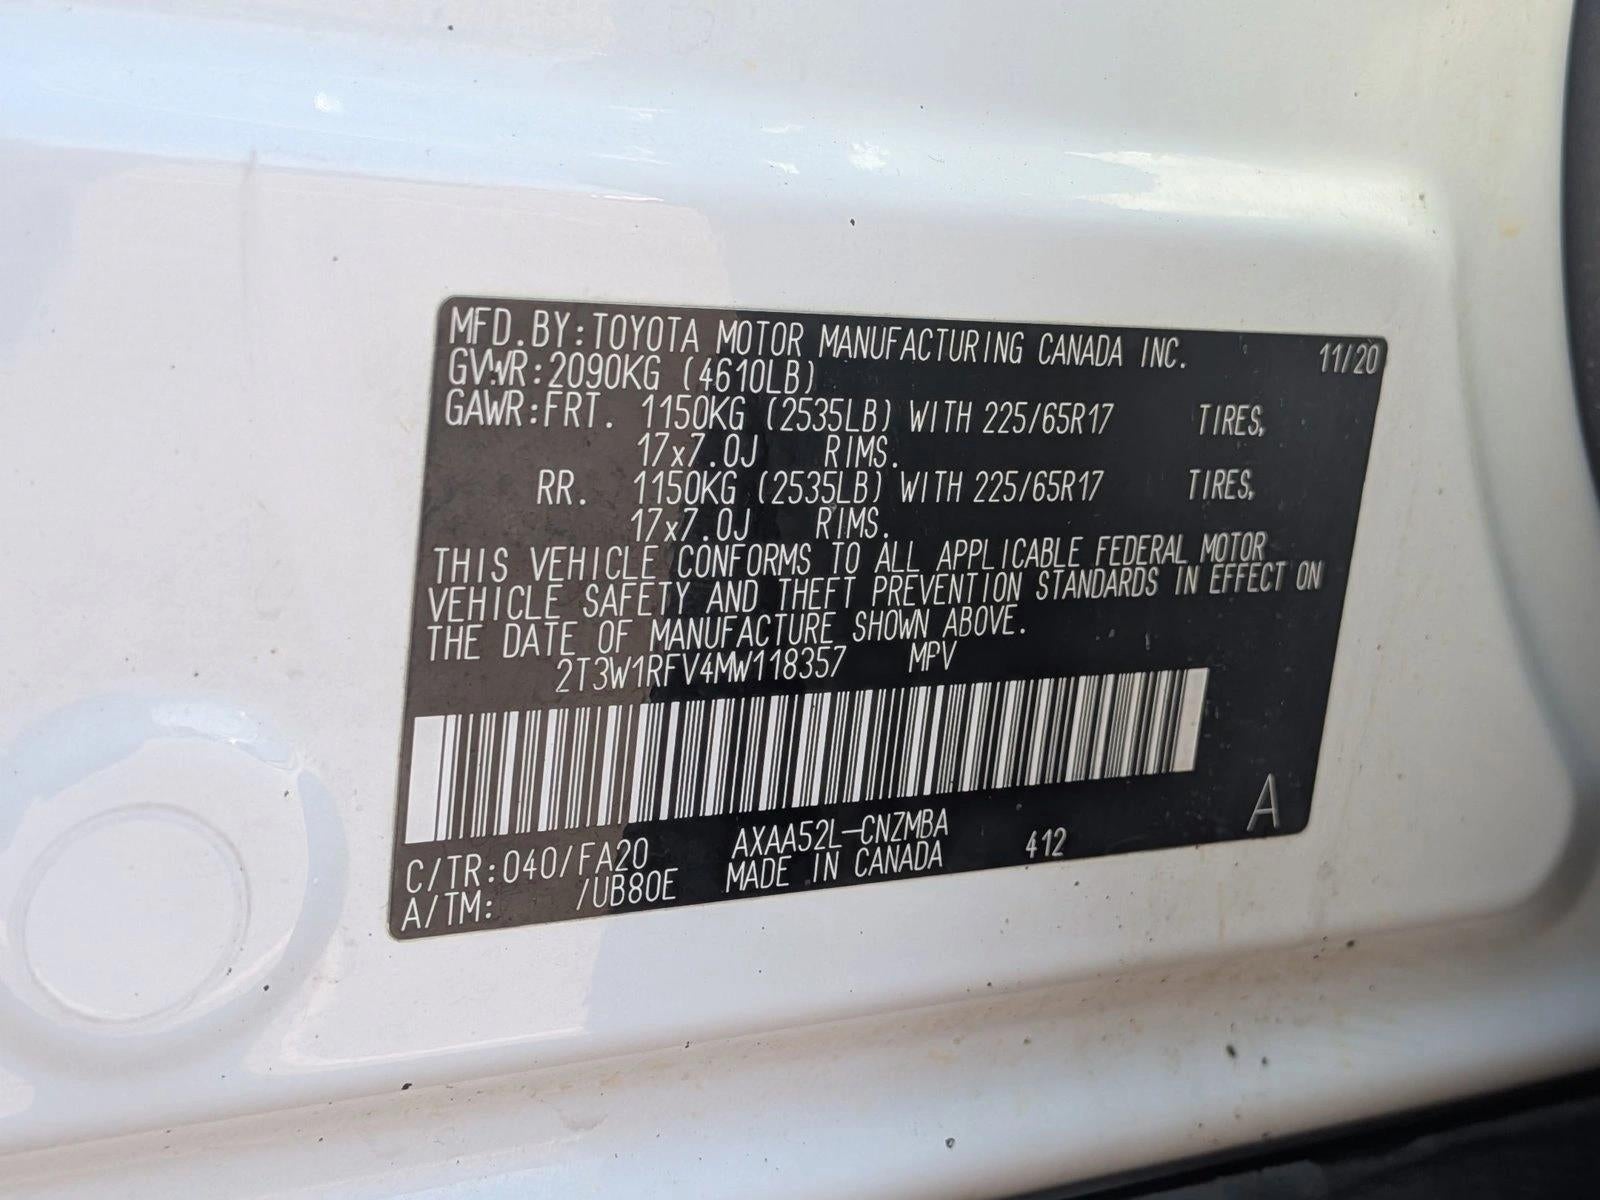 MFD.BY:TOYOTA MOTOR MANUFACTURING CANADA INC. 11/20
GVWR:2090KG (4610LB)
GAWR:FRT. 1150KG (2535LB) WITH 225/65R17 TIRES,
17x7.0J RIMS.
RR. 1150KG (2535LB) WITH 225/65R17 TIRES,
17x7.0J RIMS.
THIS VEHICLE CONFORMS TO ALL APPLICABLE FEDERAL MOTOR
VEHICLE SAFETY AND THEFT PREVENTION STANDARDS IN EFFECT ON
THE DATE OF MANUFACTURE SHOWN ABOVE.
2T3W1RFV4MW118357 MPV
C/TR:040/FA20 AXAA52L-CNZMBA 412 A
A/TM: /UB80E MADE IN CANADA